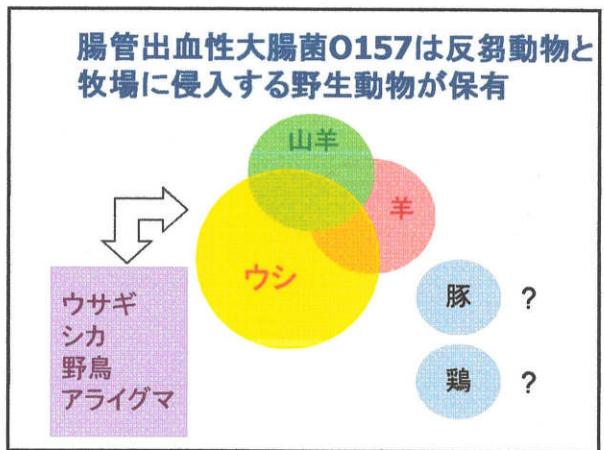 腸管出血性大腸菌O157は反芻動物と
牧場に侵入する野生動物が保有
山羊
羊
ウシ
豚 ?
鶏 ?
ウサギ
シカ
野鳥
アライグマ